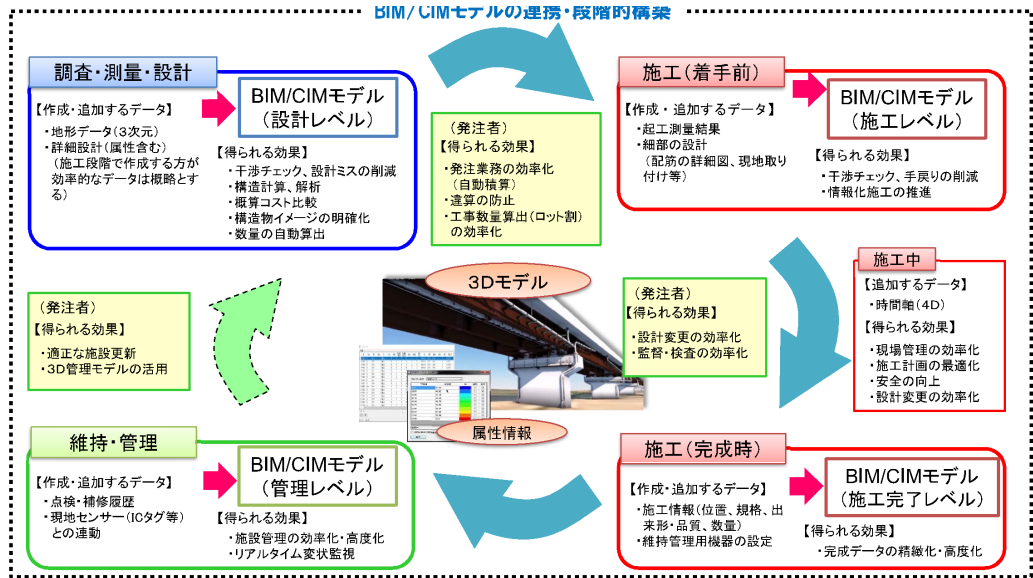 BIM/CIMモデルの連携・段階的構築
調査・測量・設計
【作成・追加するデータ】
・地形データ(3次元)
・詳細設計(属性含む)
(施工段階で作成する方が
効率的なデータは概略とす
る)
BIM/CIMモデル
(設計レベル)
【得られる効果】
・干渉チェック、設計ミスの削減
・構造計算、解析
・概算コスト比較
・構造物イメージの明確化
・数量の自動算出
(発注者)
【得られる効果】
・発注業務の効率化
(自動積算)
・違算の防止
・工事数量算出(ロット割)
の効率化
施工(着手前)
【作成・追加するデータ】
・起工測量結果
・細部の設計
(配筋の詳細図、現地取り
付け等)
BIM/CIMモデル
(施工レベル)
【得られる効果】
・干渉チェック、手戻りの削減
・情報化施工の推進
施工中
【追加するデータ】
・時間軸(4D)
【得られる効果】
・現場管理の効率化
・施工計画の最適化
・安全の向上
・設計変更の効率化
(発注者)
【得られる効果】
・設計変更の効率化
・監督・検査の効率化
3Dモデル
属性情報
(発注者)
【得られる効果】
・適正な施設更新
・3D管理モデルの活用
維持・管理
【作成・追加するデータ】
・点検・補修履歴
・現地センサー(ICタグ等)
との連動
BIM/CIMモデル
(管理レベル)
【得られる効果】
・施設管理の効率化・高度化
・リアルタイム変状監視
施工(完成時)
【作成・追加するデータ】
・施工情報(位置、規格、出
来形・品質、数量)
・維持管理用機器の設定
BIM/CIMモデル
(施工完了レベル)
【得られる効果】
・完成データの精緻化・高度化